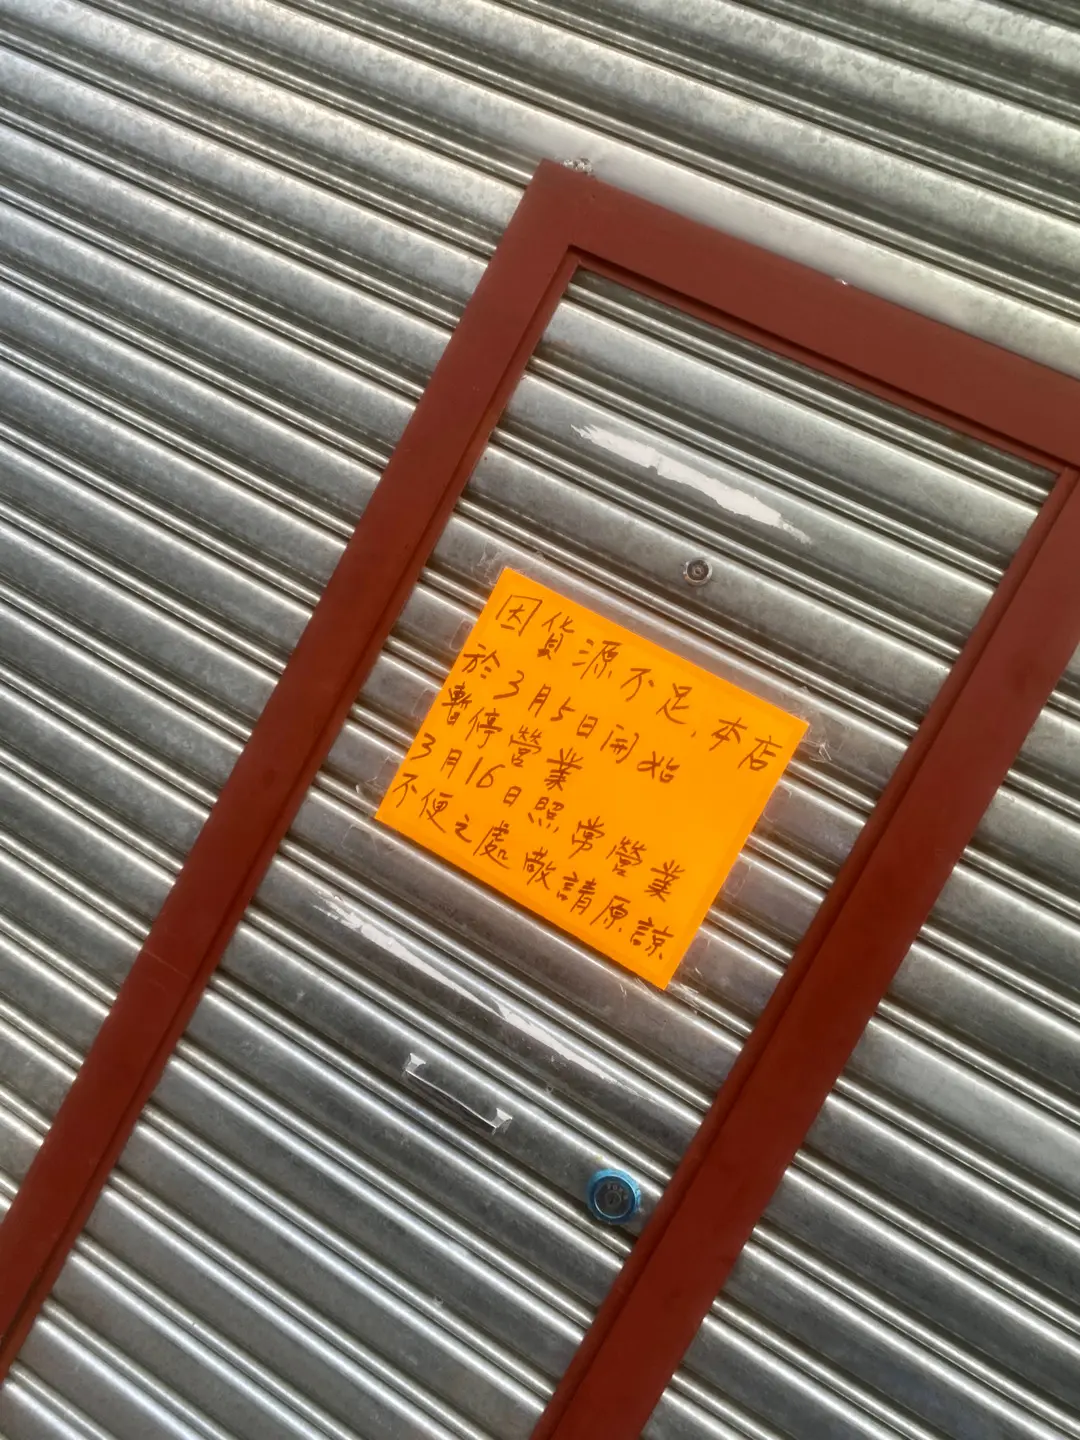 因貨源不足,本店
於3月5日開始
暫停營業
3月16日照常營業
不便之處敬請原諒